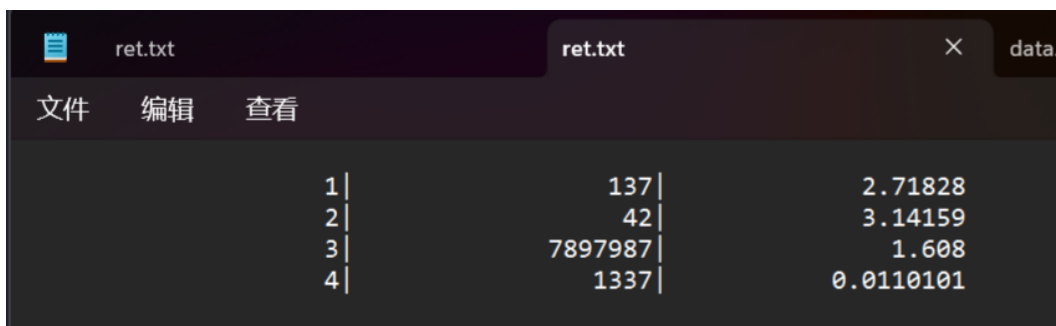 ret.txt ret.txt × data.
文件 编辑 查看
1| 137| 2.71828
2| 42| 3.14159
3| 7897987| 1.608
4| 1337| 0.0110101